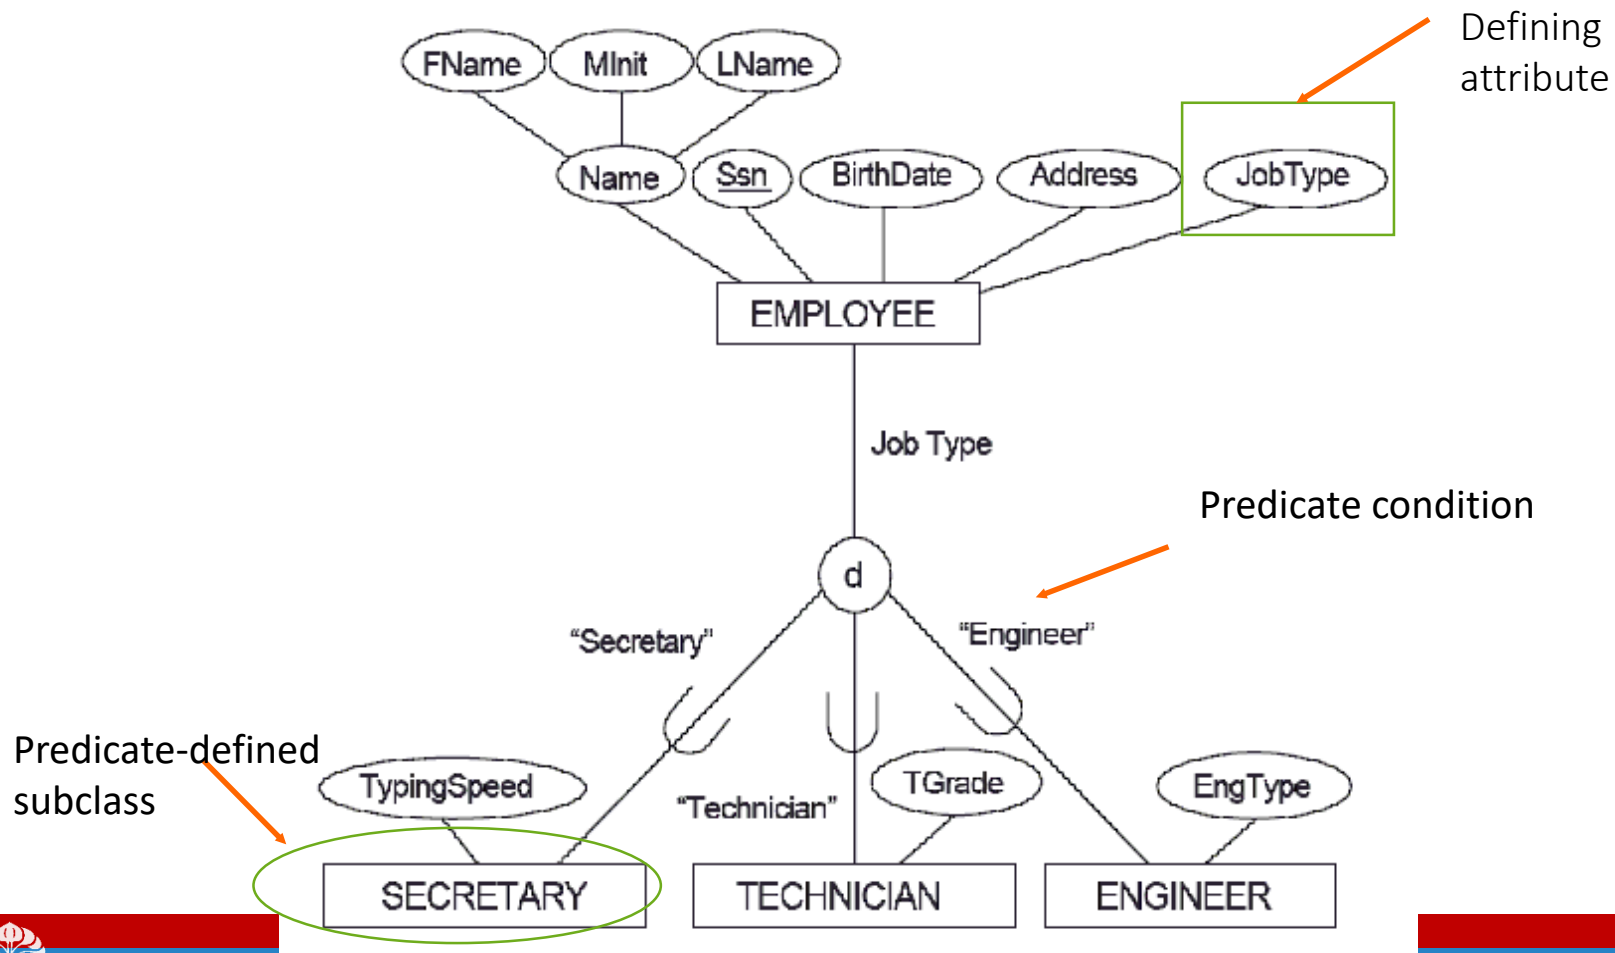 Defining
attribute
FName
MInit
LName
Name
Ssn
BirthDate
Address
JobType
EMPLOYEE
Job Type
Predicate condition
d
“Secretary”
“Engineer”
Predicate-defined
subclass
TypingSpeed
“Technician”
TGrade
EngType
SECRETARY
TECHNICIAN
ENGINEER